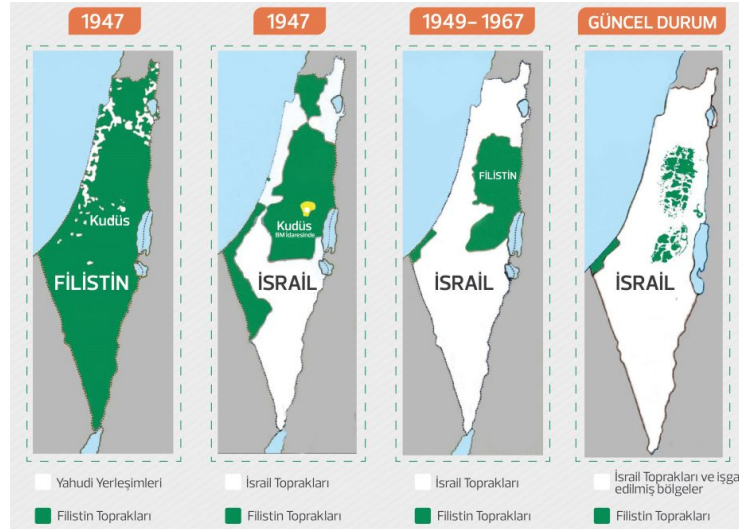 1947
Kudüs
FİLİSTİN
Yahudi Yerleşimleri
Filistin Toprakları
1947
Kudüs
BM İdaresinde
İSRAİL
İsrail Toprakları
Filistin Toprakları
1949-1967
FİLİSTİN
İSRAİL
İsrail Toprakları
Filistin Toprakları
GÜNCEL DURUM
İSRAİL
İsrail Toprakları ve işga
edilmiş bölgeler
Filistin Toprakları